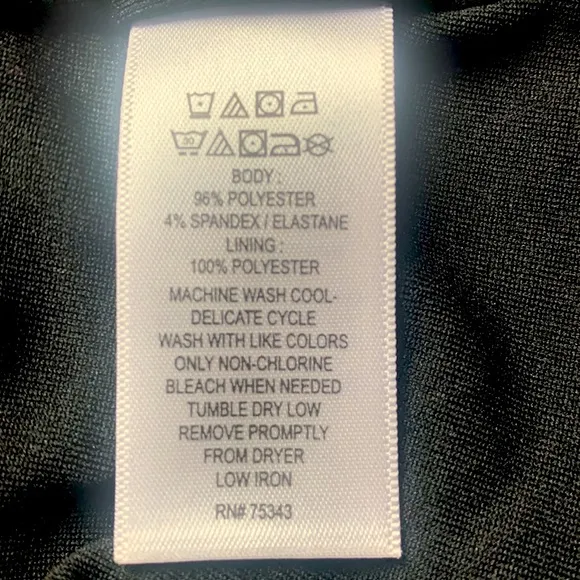 30
BODY :
96% POLYESTER
4% SPANDEX / ELASTANE
LINING :
100% POLYESTER
MACHINE WASH COOL-
DELICATE CYCLE
WASH WITH LIKE COLORS
ONLY NON-CHLORINE
BLEACH WHEN NEEDED
TUMBLE DRY LOW
REMOVE PROMPTLY
FROM DRYER
LOW IRON
RN# 75343